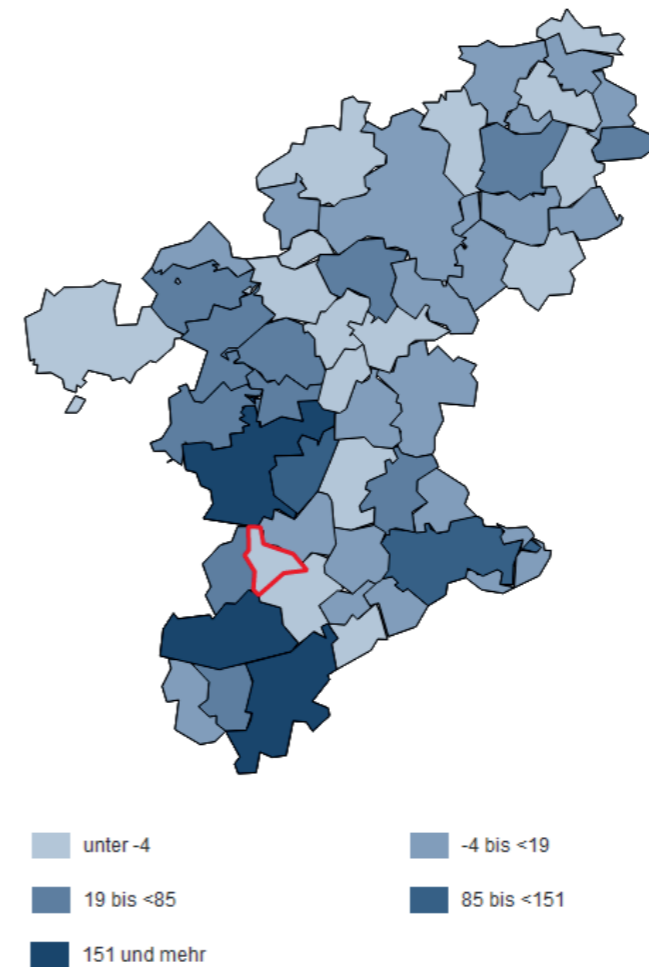 unter -4
-4 bis <19
19 bis <85
85 bis <151
151 und mehr